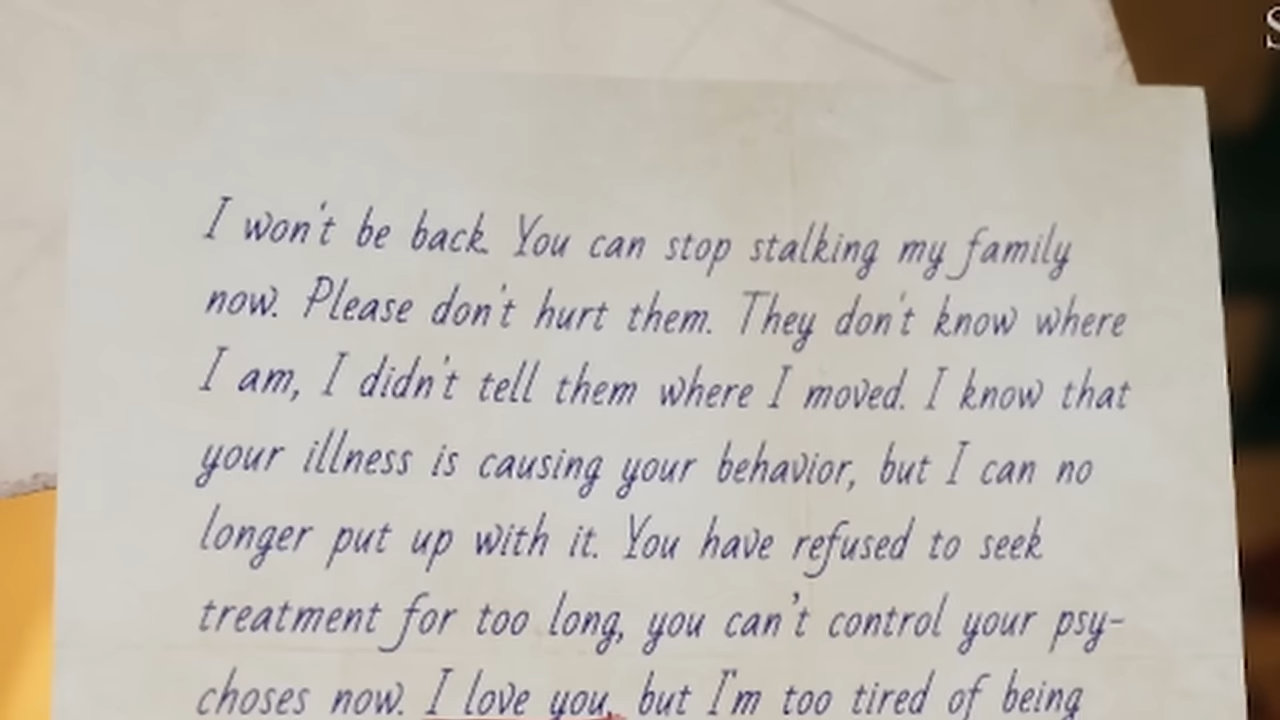 S
I won't be back. You can stop stalking my family
now. Please don't hurt them. They don't know where
I am, I didn't tell them where I moved. I know that
your illness is causing your behavior, but I can no
longer put up with it. You have refused to seek
treatment for too long, you can't control your psy-
choses now. I love you, but I'm too tired of being